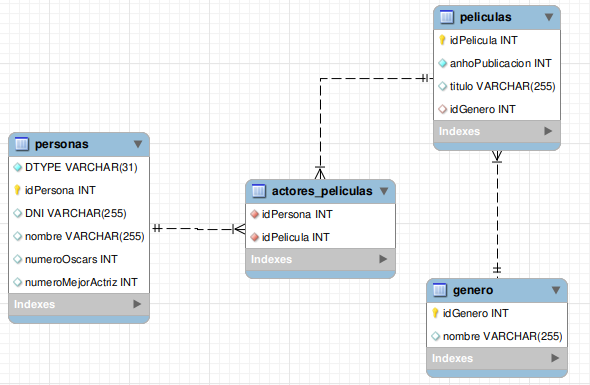 peliculas
idPelicula INT
anhoPublicacion INT
titulo VARCHAR(255)
idGenero INT
Indexes
personas
DTYPE VARCHAR(31)
idPersona INT
DNI VARCHAR(255)
nombre VARCHAR(255)
numeroOscars INT
numeroMejorActriz INT
Indexes
actores_peliculas
idPersona INT
idPelicula INT
Indexes
genero
idGenero INT
nombre VARCHAR(255)
Indexes